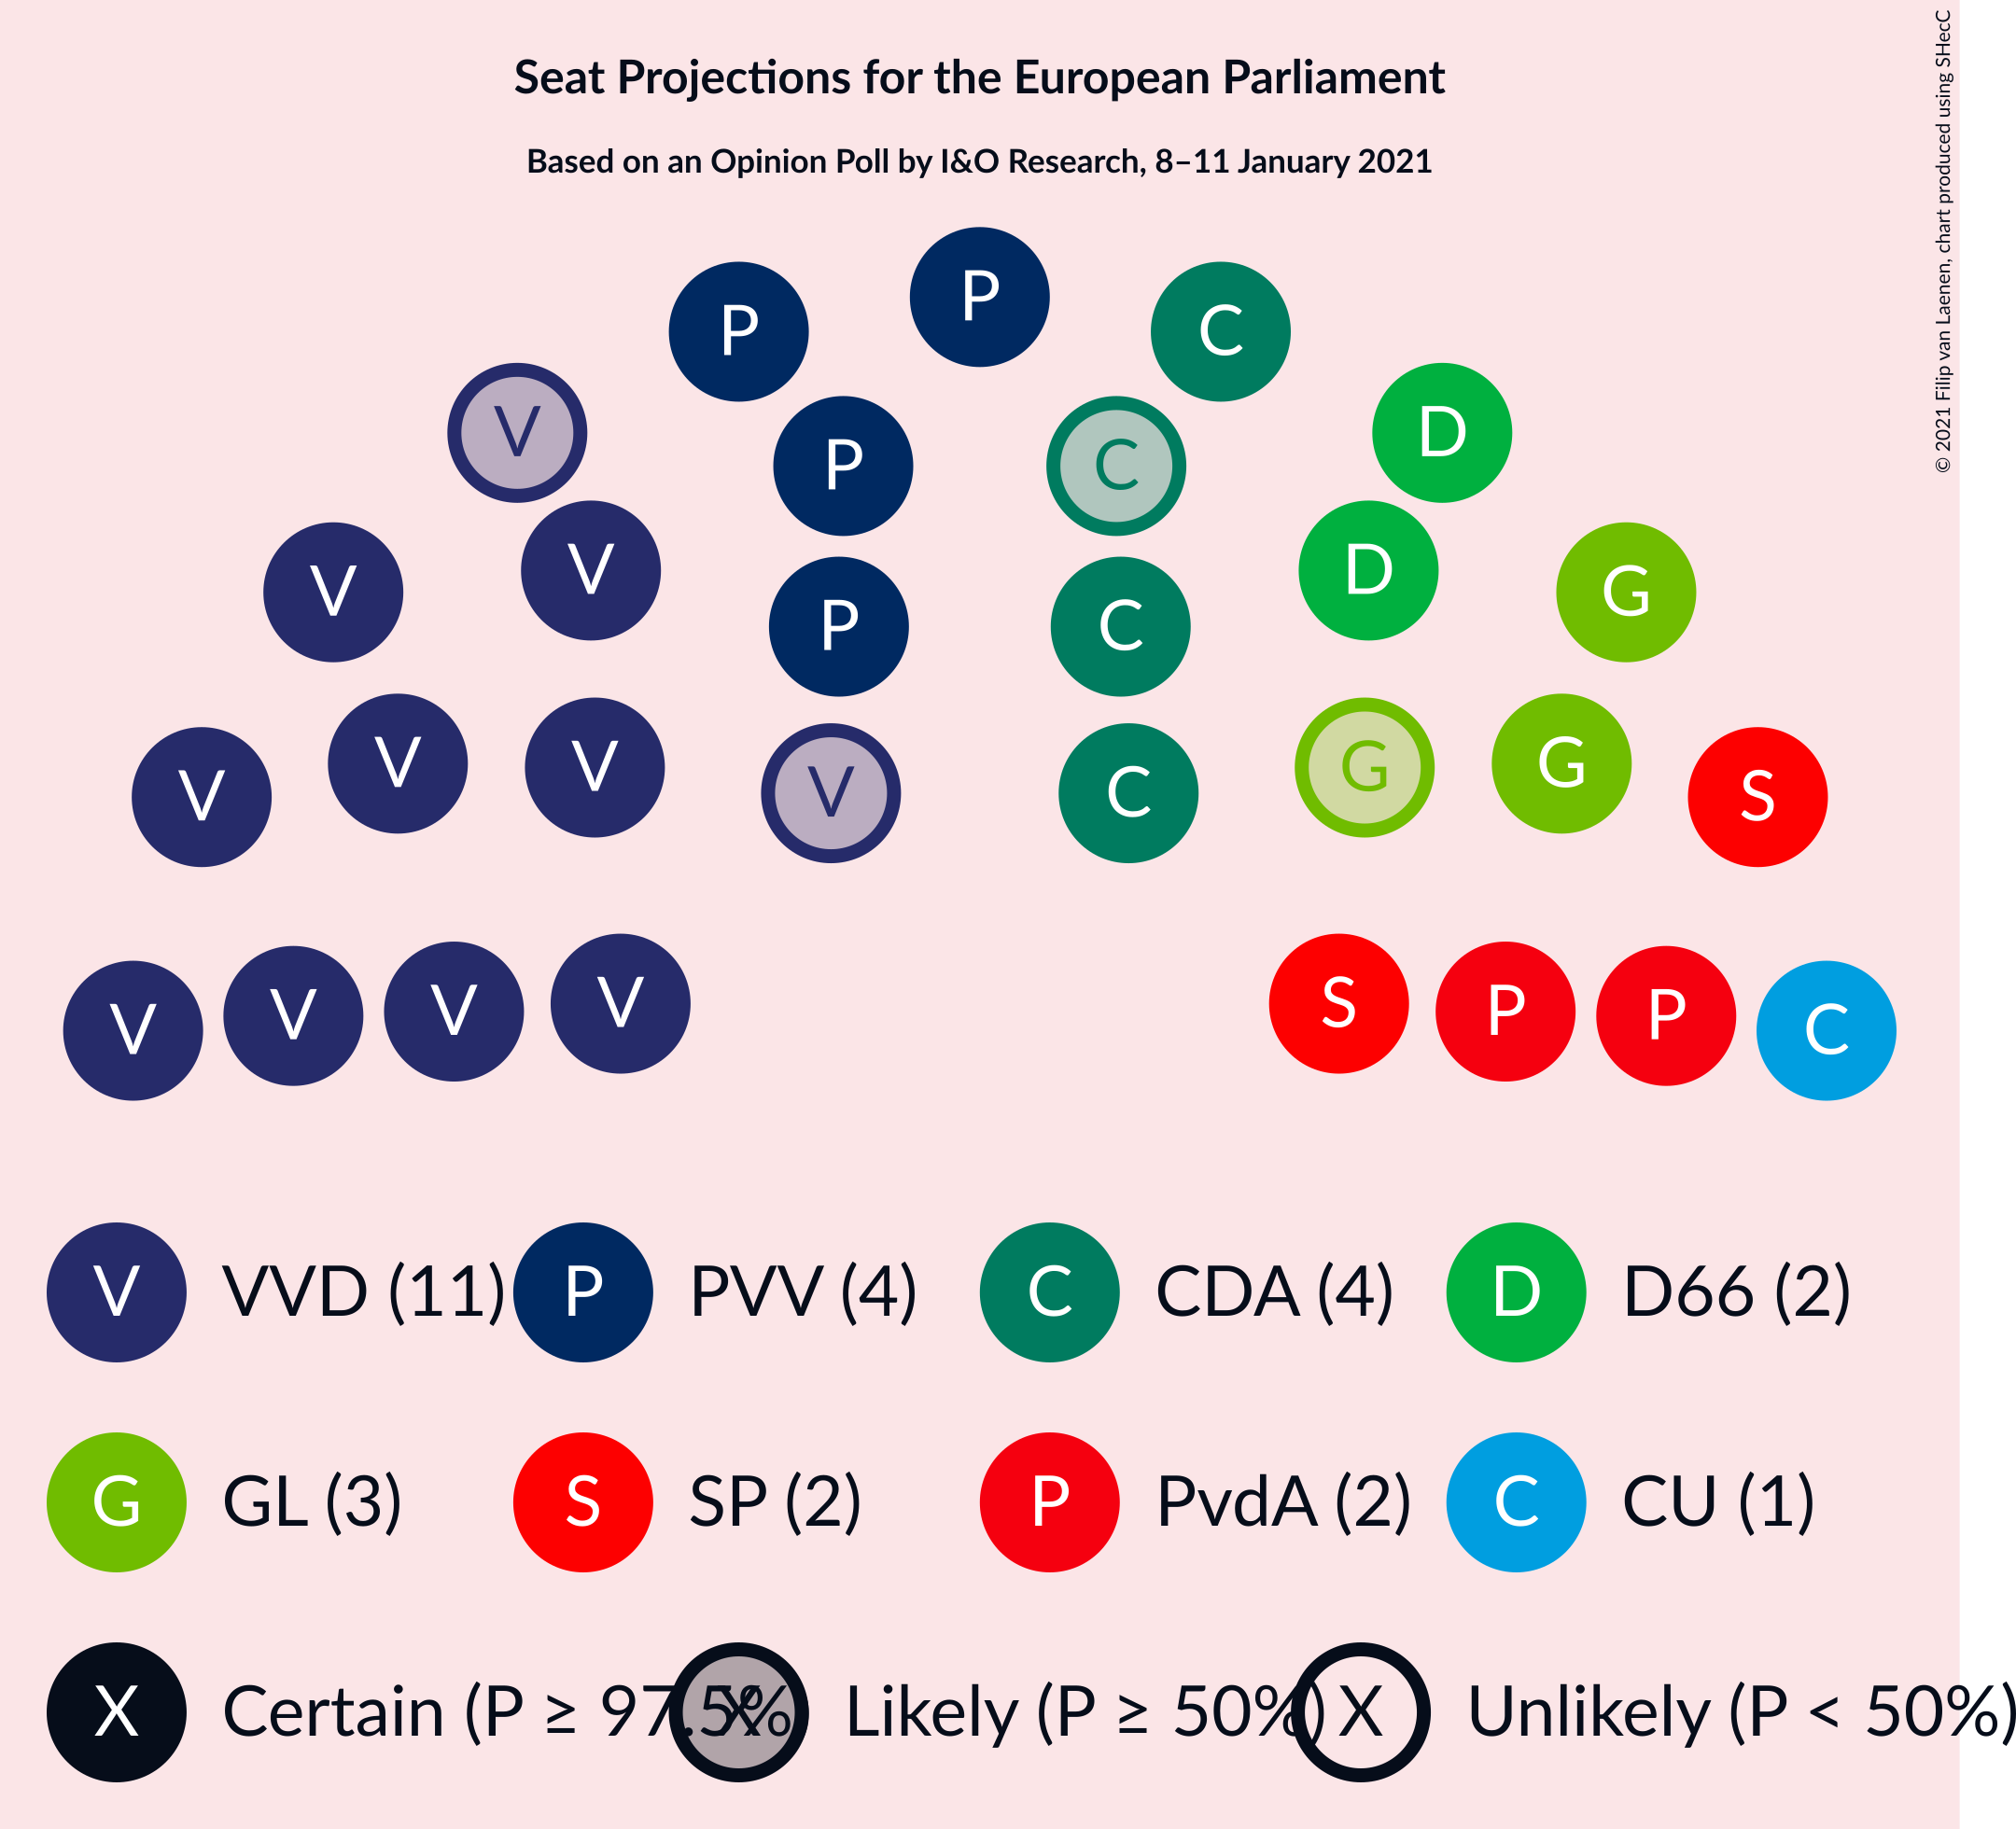 Seat Projections for the European Parliament
Based on an Opinion Poll by I&O Research, 8–11 January 2021
© 2021 Filip van Laenen, chart produced using SHecC
P
P C
V D
P C
V V D G
P C
V V V V C G G S
V V V V S P P C
V VVD (11) P PVV (4) C CDA (4) D D66 (2)
G GL (3) S SP (2) P PvdA (2) C CU (1)
X Certain (P ≥ 97.5% X Likely (P ≥ 50%) X Unlikely (P < 50%)